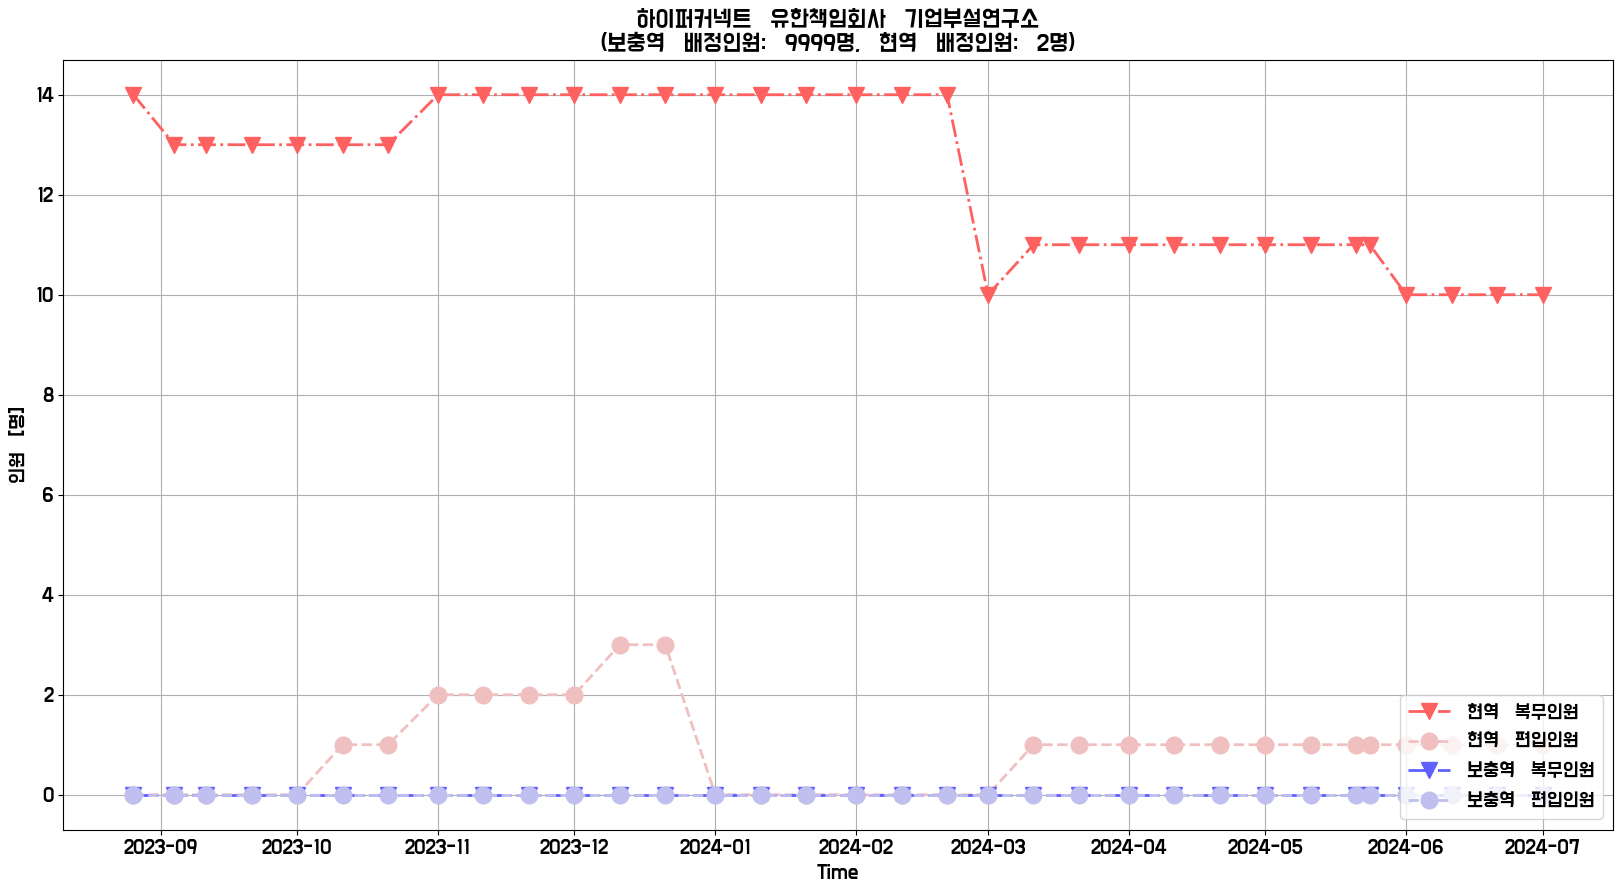 하이퍼커넥트 유한책임회사 기업부설연구소
(보충역 배정인원: 9999명, 현역 배정인원: 2명)
14
12
10
8
6
4
2
0
인원 [명]
현역 복무인원
현역 편입인원
보충역 복무인원
보충역 편입인원
2023-09 2023-10 2023-11 2023-12 2024-01 2024-02 2024-03 2024-04 2024-05 2024-06 2024-07
Time